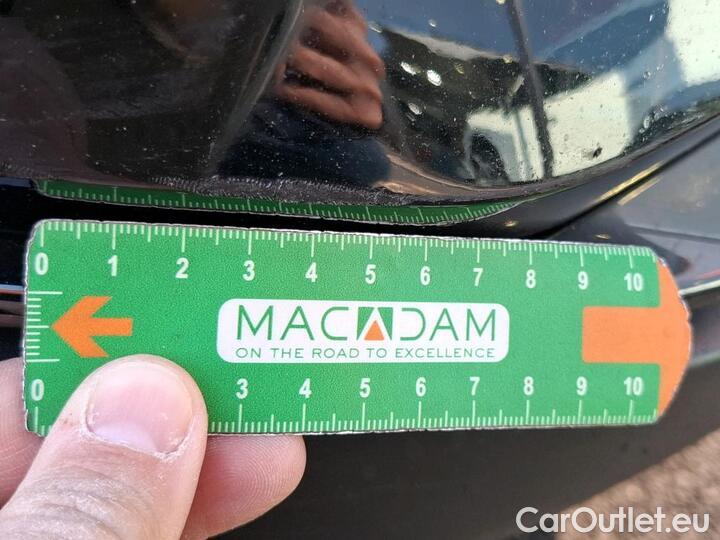 0 1 2 3 4 5 6 7 8 9 10
MACADAM
ON THE ROAD TO EXCELLENCE
0 3 4 5 6 7 8 9 10
CarOutlet.eu